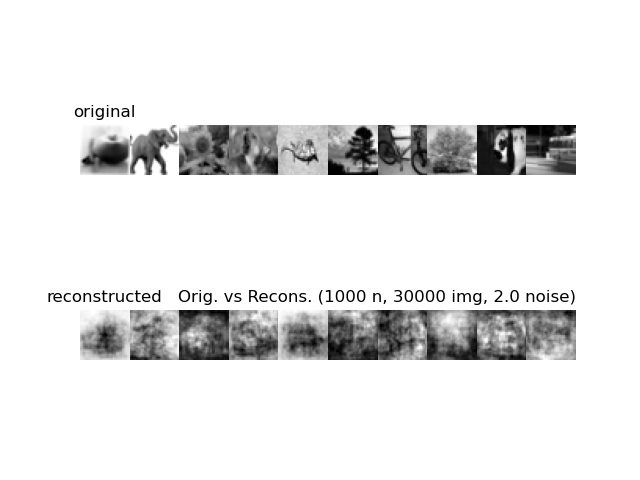 original
reconstructed
Orig. vs Recons. (1000 n, 30000 img, 2.0 noise)